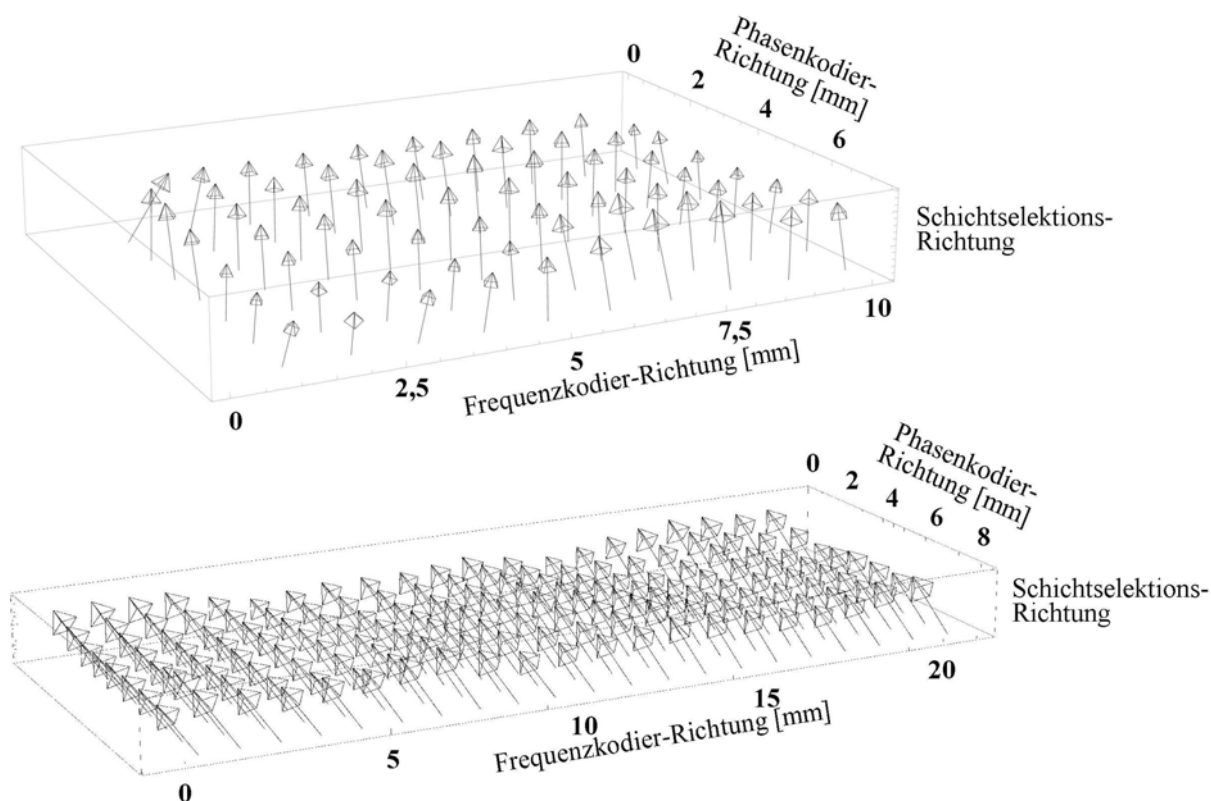 Phasenkodier-
Richtung [mm]
0
2
4
6
Schichtselektions-
Richtung
0
2,5
5
7,5
10
Frequenzkodier-Richtung [mm]
Phasenkodier-
Richtung [mm]
0
2
4
6
8
Schichtselektions-
Richtung
0
5
10
15
20
Frequenzkodier-Richtung [mm]